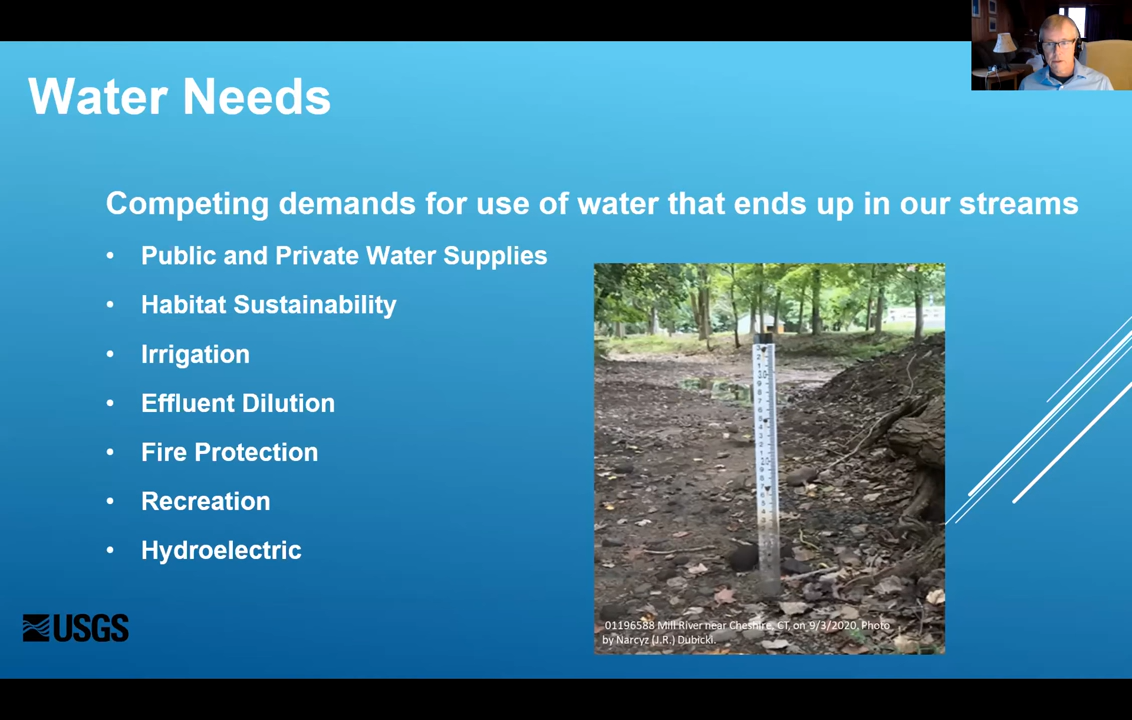 Water Needs
Competing demands for use of water that ends up in our streams
• Public and Private Water Supplies
• Habitat Sustainability
• Irrigation
• Effluent Dilution
• Fire Protection
• Recreation
• Hydroelectric
USGS
01196588 Mill River near Cheshire, CT, on 9/3/2020, Photo
by Narcyz (J.R.) Dubicki.